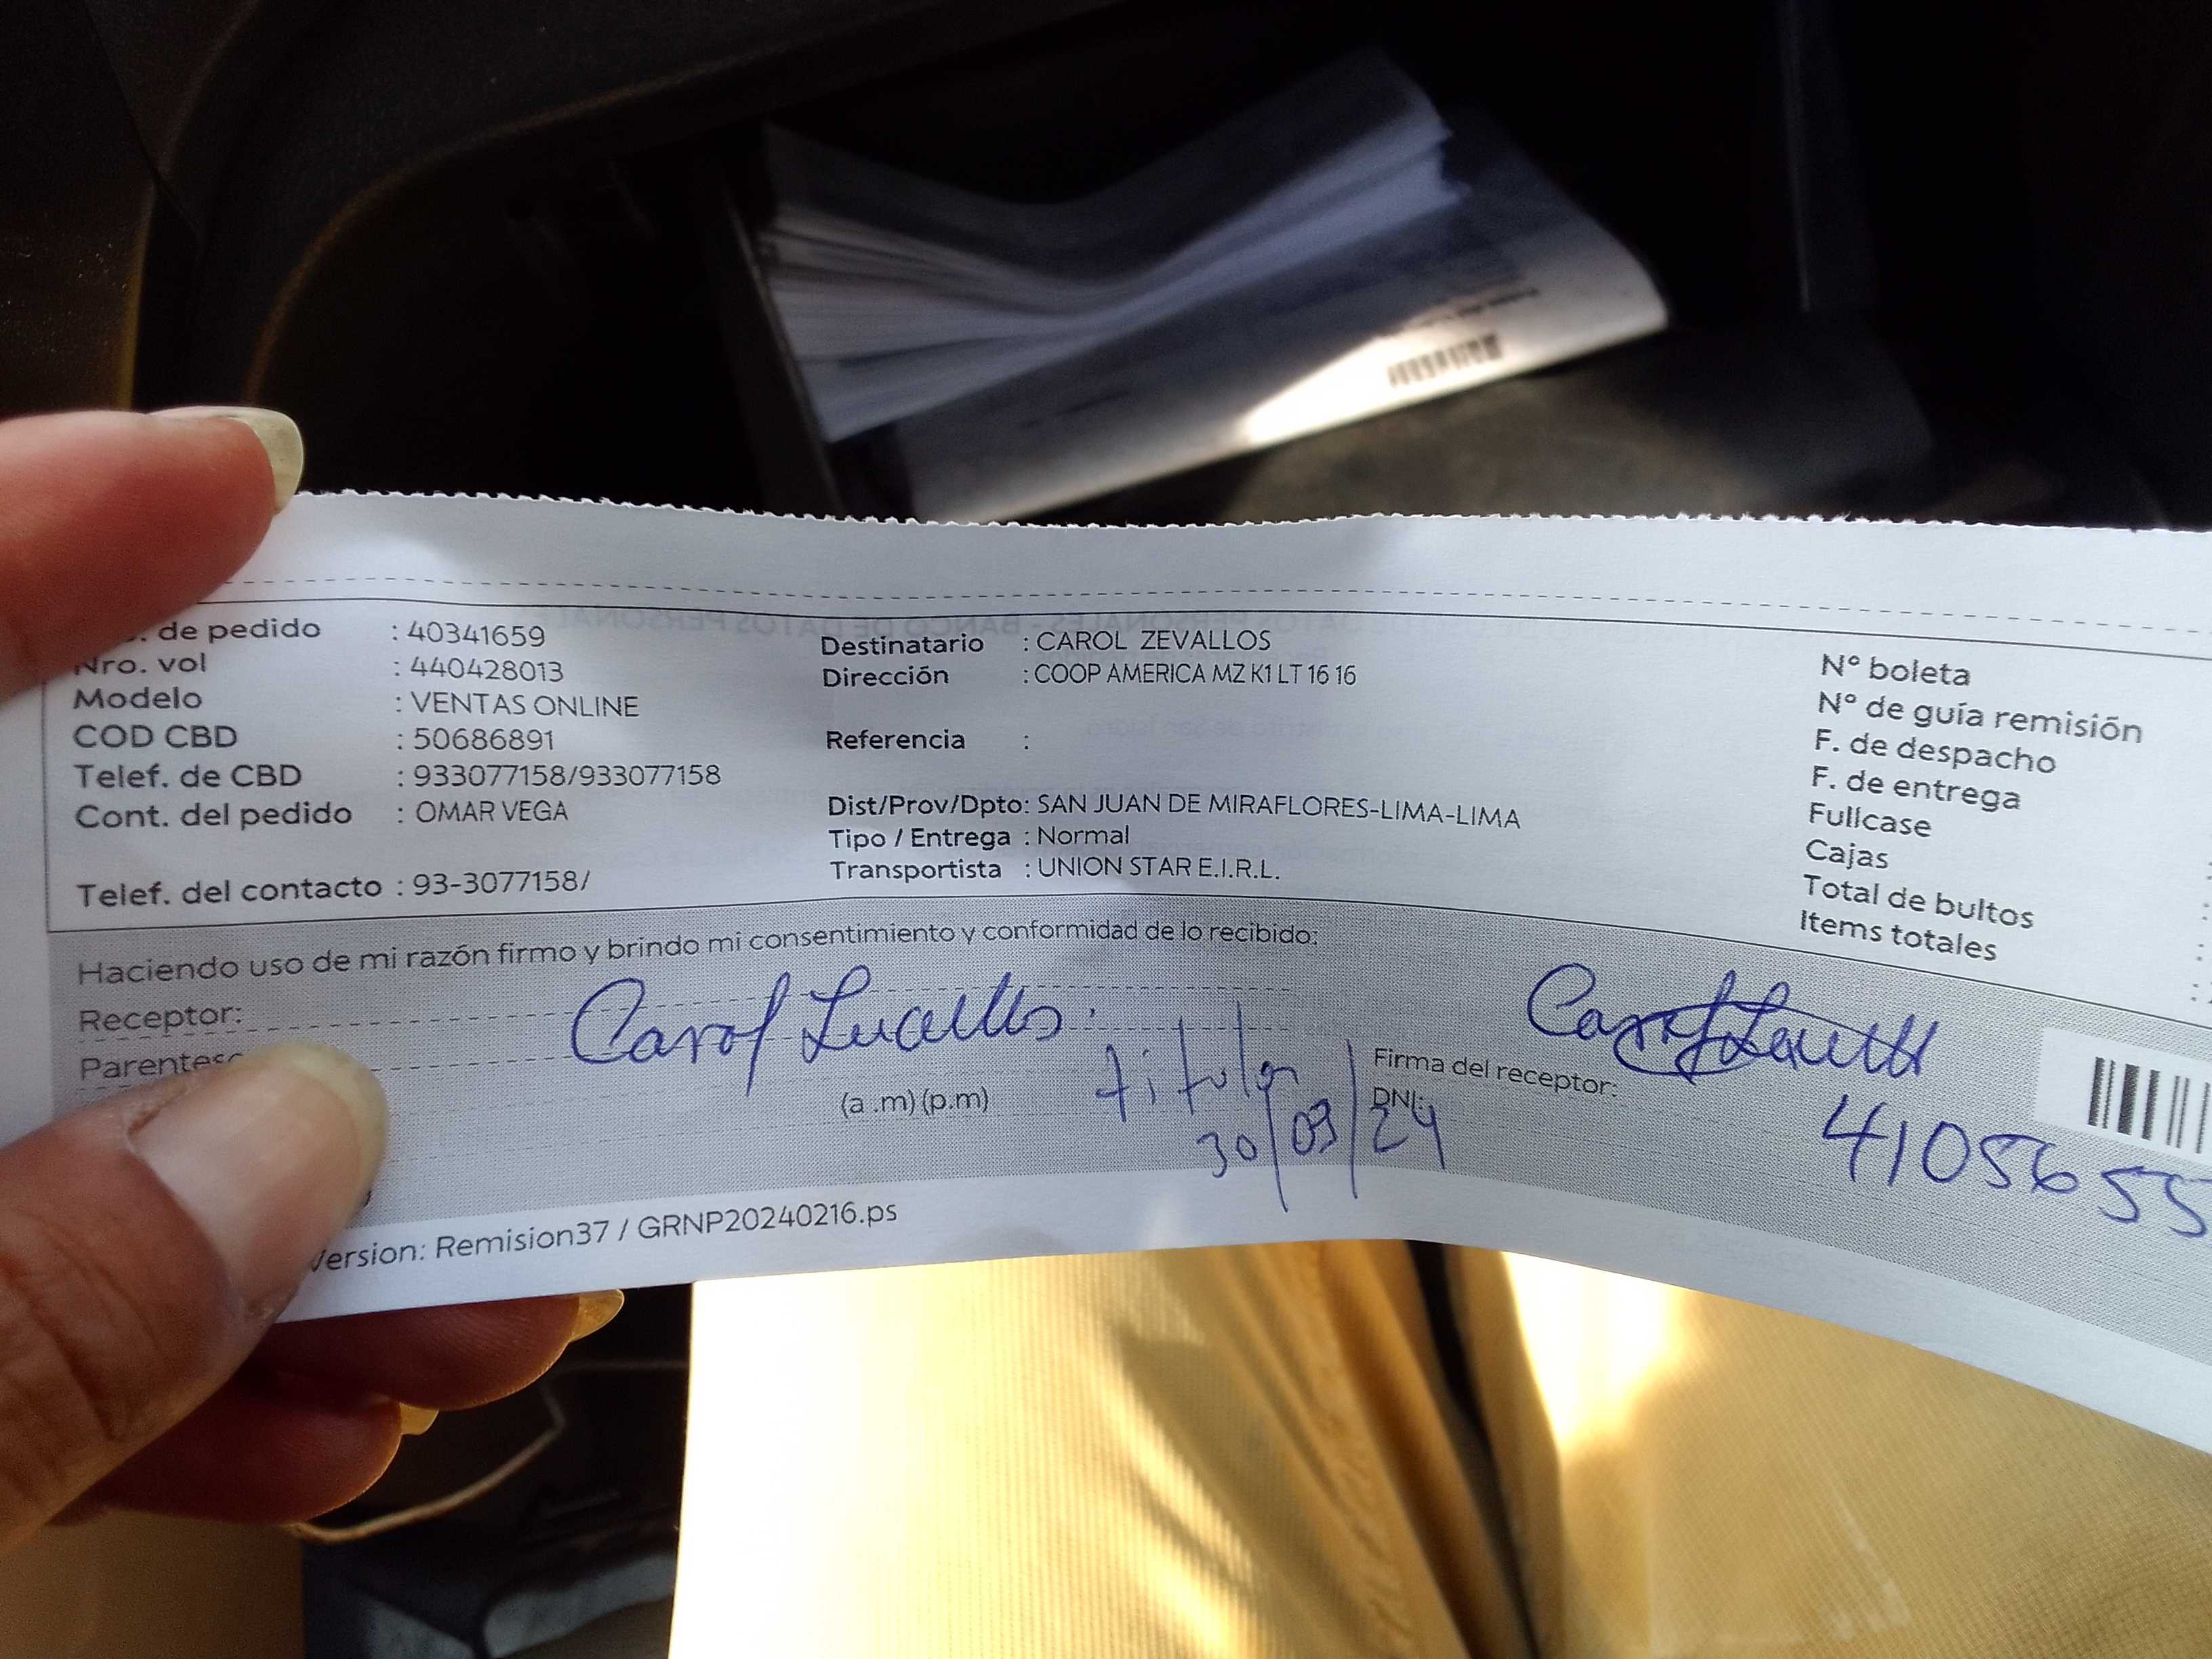 de pedido : 40341659
Nro. vol : 440428013
Modelo : VENTAS ONLINE
COD CBD : 50686891
Telef. de CBD : 933077158/933077158
Cont. del pedido : OMAR VEGA
Telef. del contacto : 93-3077158/
Destinatario : CAROL ZEVALLOS
Dirección : COOP AMERICA MZ K1 LT 16 16
Referencia :
Dist/Prov/Dpto: SAN JUAN DE MIRAFLORES-LIMA-LIMA
Tipo / Entrega : Normal
Transportista : UNION STAR E.I.R.L.
N° boleta
N° de guía remisión
F. de despacho
F. de entrega
Fullcase
Cajas
Total de bultos
Items totales
Haciendo uso de mi razón firmo y brindo mi consentimiento y conformidad de lo recibido:
Receptor: Carol
titular
(a .m) (p.m)
30/03/24
Firma del receptor:
DNI: 4105655
Version: Remision37 / GRNP20240216.ps